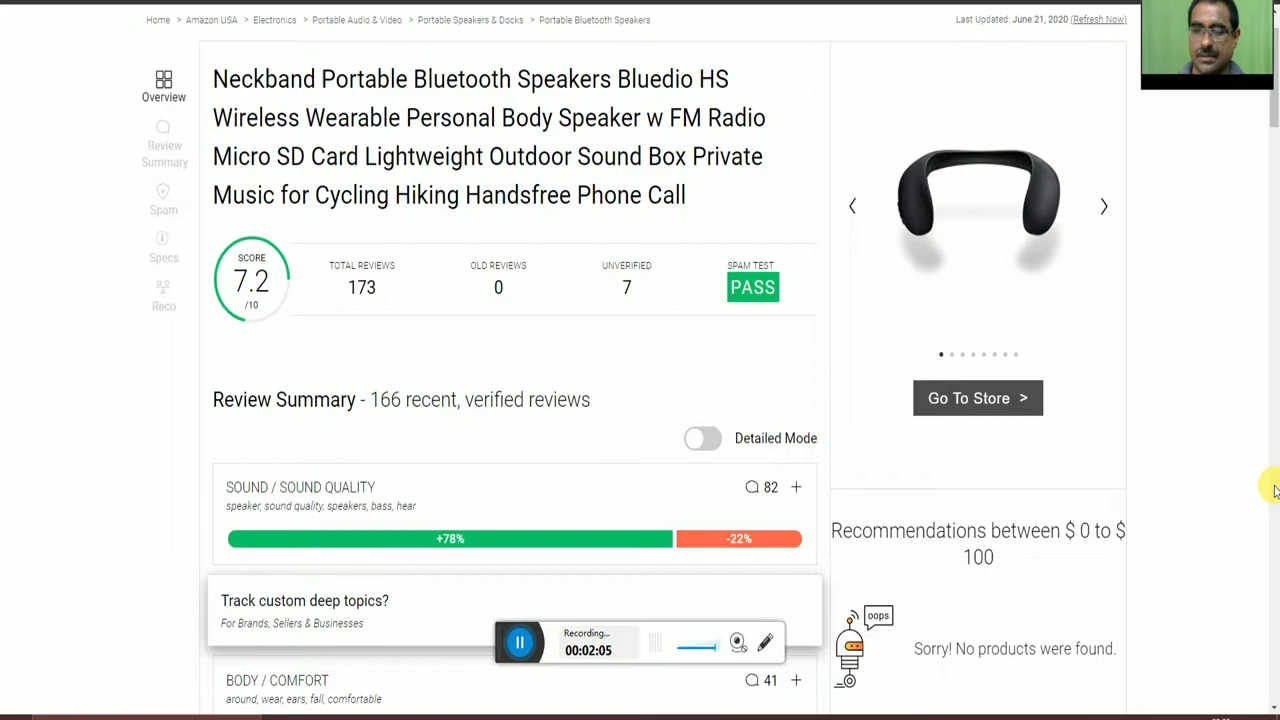 Home > Amazon USA > Electronics > Portable Audio & Video > Portable Speakers & Docks > Portable Bluetooth Speakers
Last Updated: June 21, 2020 (Refresh Now)
Overview
Review
Summary
Spam
Specs
Reco
Neckband Portable Bluetooth Speakers Bluedio HS
Wireless Wearable Personal Body Speaker w FM Radio
Micro SD Card Lightweight Outdoor Sound Box Private
Music for Cycling Hiking Handsfree Phone Call
SCORE
7.2
/10
TOTAL REVIEWS
173
OLD REVIEWS
0
UNVERIFIED
7
SPAM TEST
PASS
Go To Store >
Review Summary - 166 recent, verified reviews
Detailed Mode
SOUND / SOUND QUALITY
82 +
speaker, sound quality, speakers, bass, hear
+78%
-22%
Recommendations between $ 0 to $
100
oops
Sorry! No products were found.
Track custom deep topics?
For Brands, Sellers & Businesses
Recording...
00:02:05
BODY / COMFORT
41 +
around, wear, ears, fall, comfortable